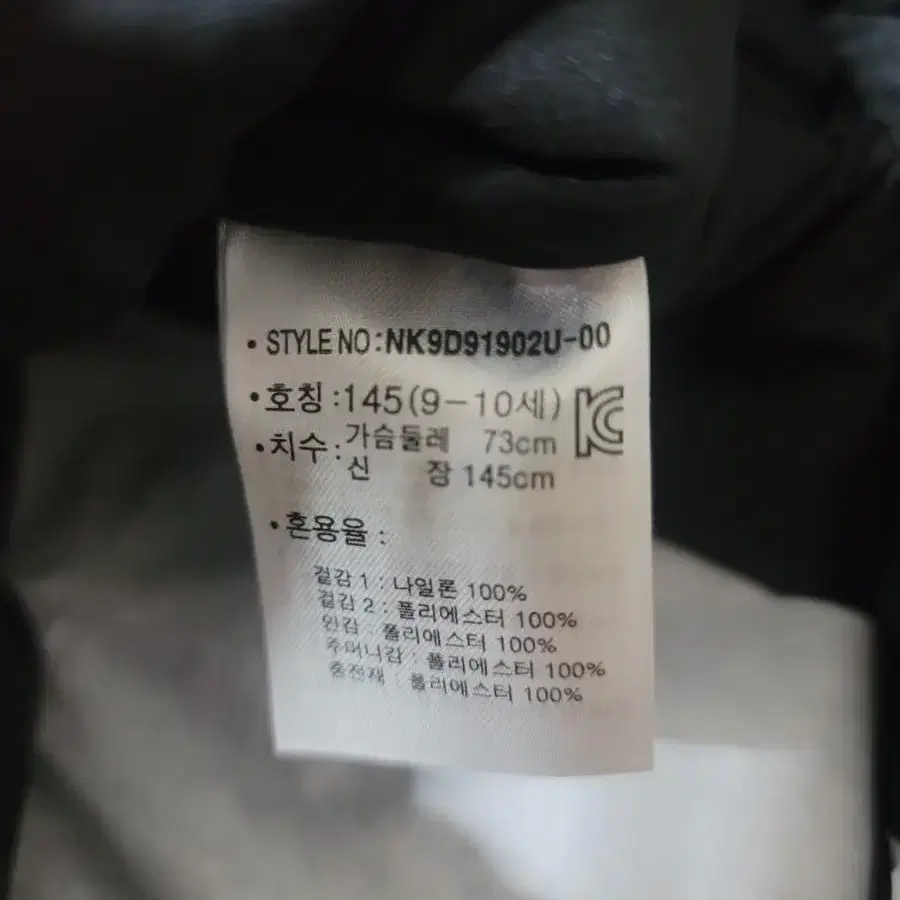 • STYLE NO:NK9D91902U-00
• 호칭 :145(9-10세)
• 치수 : 가슴둘레 73cm
신 장 145cm
• 혼용율 :
겉감 1 : 나일론 100%
겉감 2 : 폴리에스터 100%
안감 : 폴리에스터 100%
주머니감 : 폴리에스터 100%
충전재 : 폴리에스터 100%